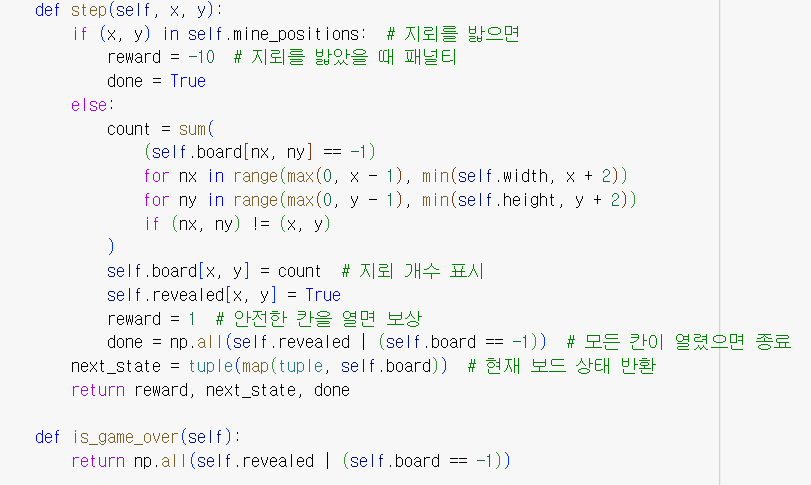 def step(self, x, y):
    if (x, y) in self.mine_positions:  # 지뢰를 밟으면
        reward = -10  # 지뢰를 밟았을 때 패널티
        done = True
    else:
        count = sum(
            (self.board[nx, ny] == -1)
            for nx in range(max(0, x - 1), min(self.width, x + 2))
            for ny in range(max(0, y - 1), min(self.height, y + 2))
            if (nx, ny) != (x, y)
        )
        self.board[x, y] = count  # 지뢰 개수 표시
        self.revealed[x, y] = True
        reward = 1  # 안전한 칸을 열면 보상
        done = np.all(self.revealed | (self.board == -1))  # 모든 칸이 열렸으면 종료
    next_state = tuple(map(tuple, self.board))  # 현재 보드 상태 반환
    return reward, next_state, done

def is_game_over(self):
    return np.all(self.revealed | (self.board == -1))